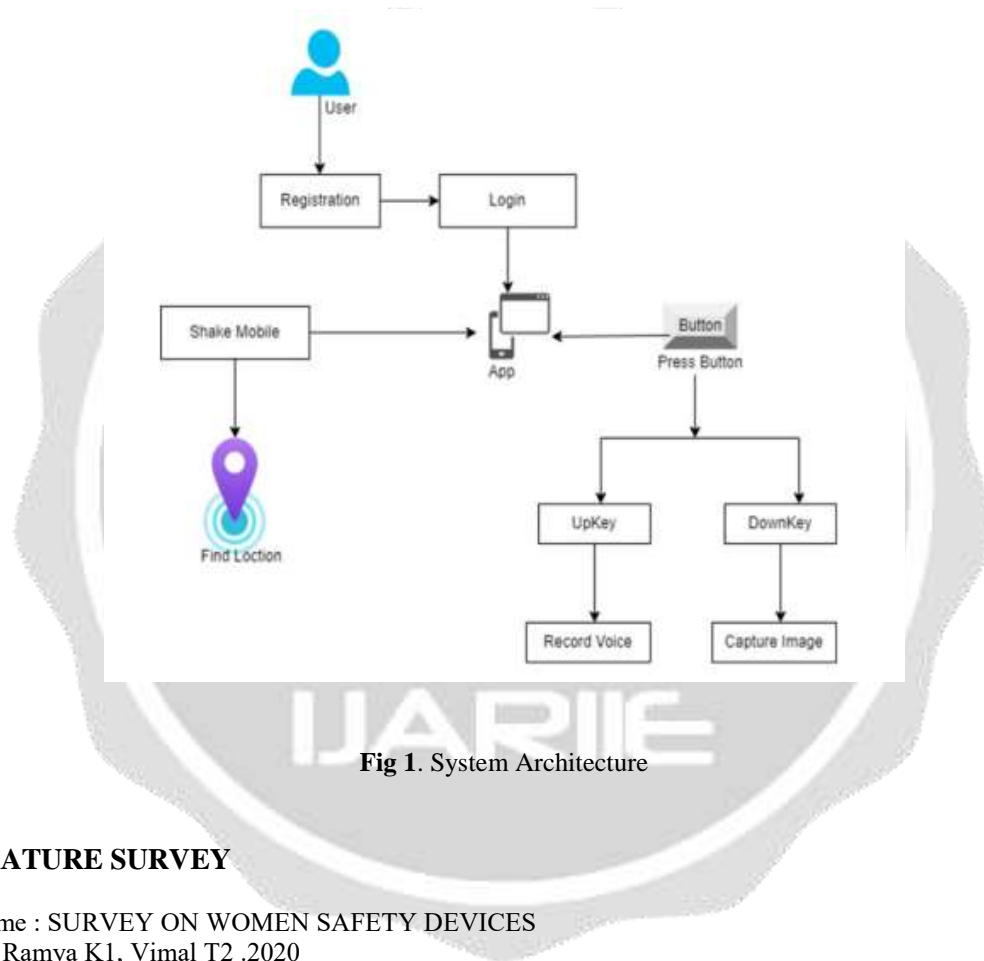 User
Registration
Login
Shake Mobile
Button
App
Press Button
Find Loction
UpKey
DownKey
Record Voice
Capture Image
IJARIIE
Fig 1. System Architecture
ATURE SURVEY
me : SURVEY ON WOMEN SAFETY DEVICES
Ramya K1, Vimal T2 .2020